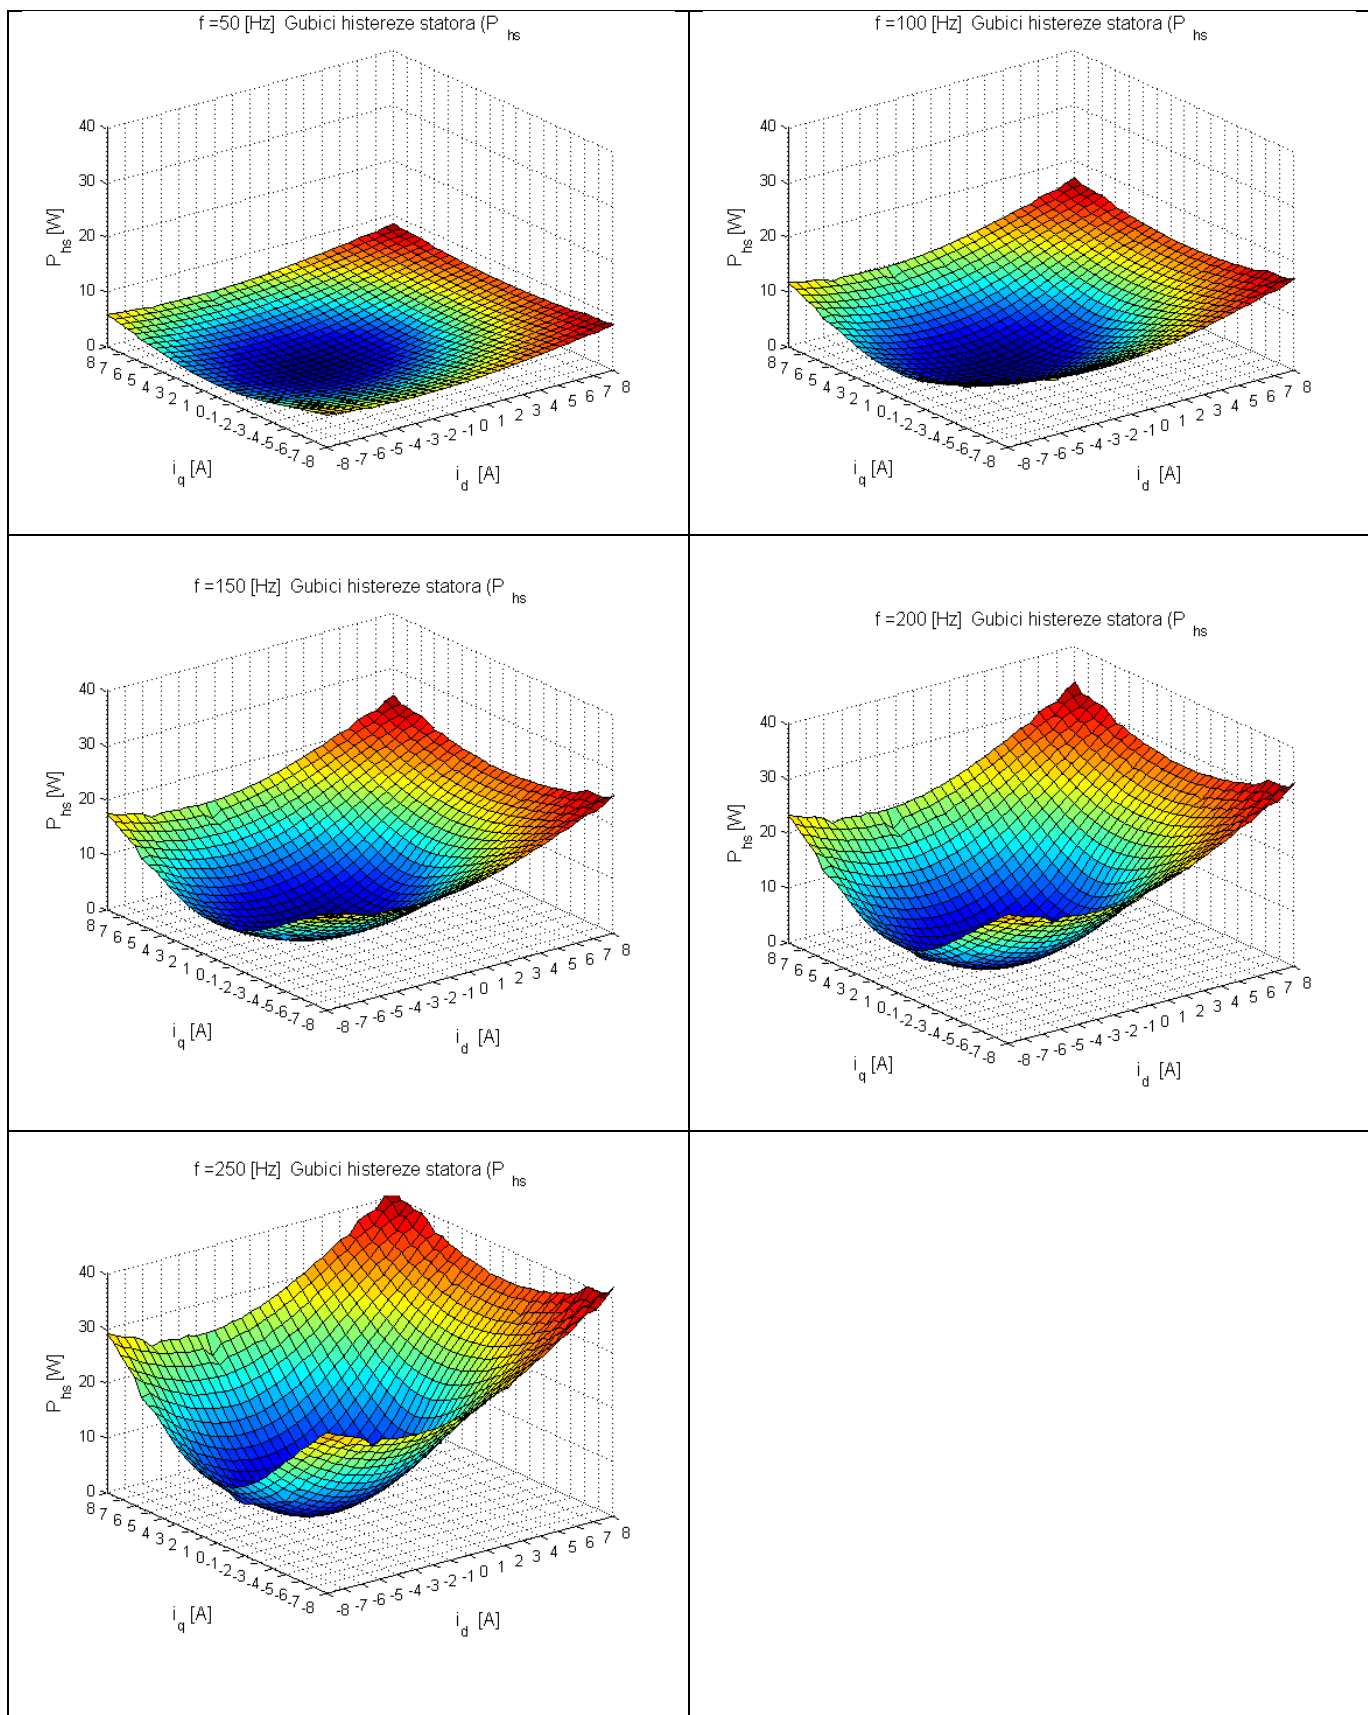 f =50 [Hz] Gubici histereze statora (P hs
40
30
20
10
0
P hs [W]
8 7 6 5 4 3 2 1 0 -1 -2 -3 -4 -5 -6 -7 -8
i q [A]
-8 -7 -6 -5 -4 -3 -2 -1 0 1 2 3 4 5 6 7 8
i d [A]
f =100 [Hz] Gubici histereze statora (P hs
40
30
20
10
0
P hs [W]
8 7 6 5 4 3 2 1 0 -1 -2 -3 -4 -5 -6 -7 -8
i q [A]
-8 -7 -6 -5 -4 -3 -2 -1 0 1 2 3 4 5 6 7 8
i d [A]
f =150 [Hz] Gubici histereze statora (P hs
40
30
20
10
0
P hs [W]
8 7 6 5 4 3 2 1 0 -1 -2 -3 -4 -5 -6 -7 -8
i q [A]
-8 -7 -6 -5 -4 -3 -2 -1 0 1 2 3 4 5 6 7 8
i d [A]
f =200 [Hz] Gubici histereze statora (P hs
40
30
20
10
0
P hs [W]
8 7 6 5 4 3 2 1 0 -1 -2 -3 -4 -5 -6 -7 -8
i q [A]
-8 -7 -6 -5 -4 -3 -2 -1 0 1 2 3 4 5 6 7 8
i d [A]
f =250 [Hz] Gubici histereze statora (P hs
40
30
20
10
0
P hs [W]
8 7 6 5 4 3 2 1 0 -1 -2 -3 -4 -5 -6 -7 -8
i q [A]
-8 -7 -6 -5 -4 -3 -2 -1 0 1 2 3 4 5 6 7 8
i d [A]